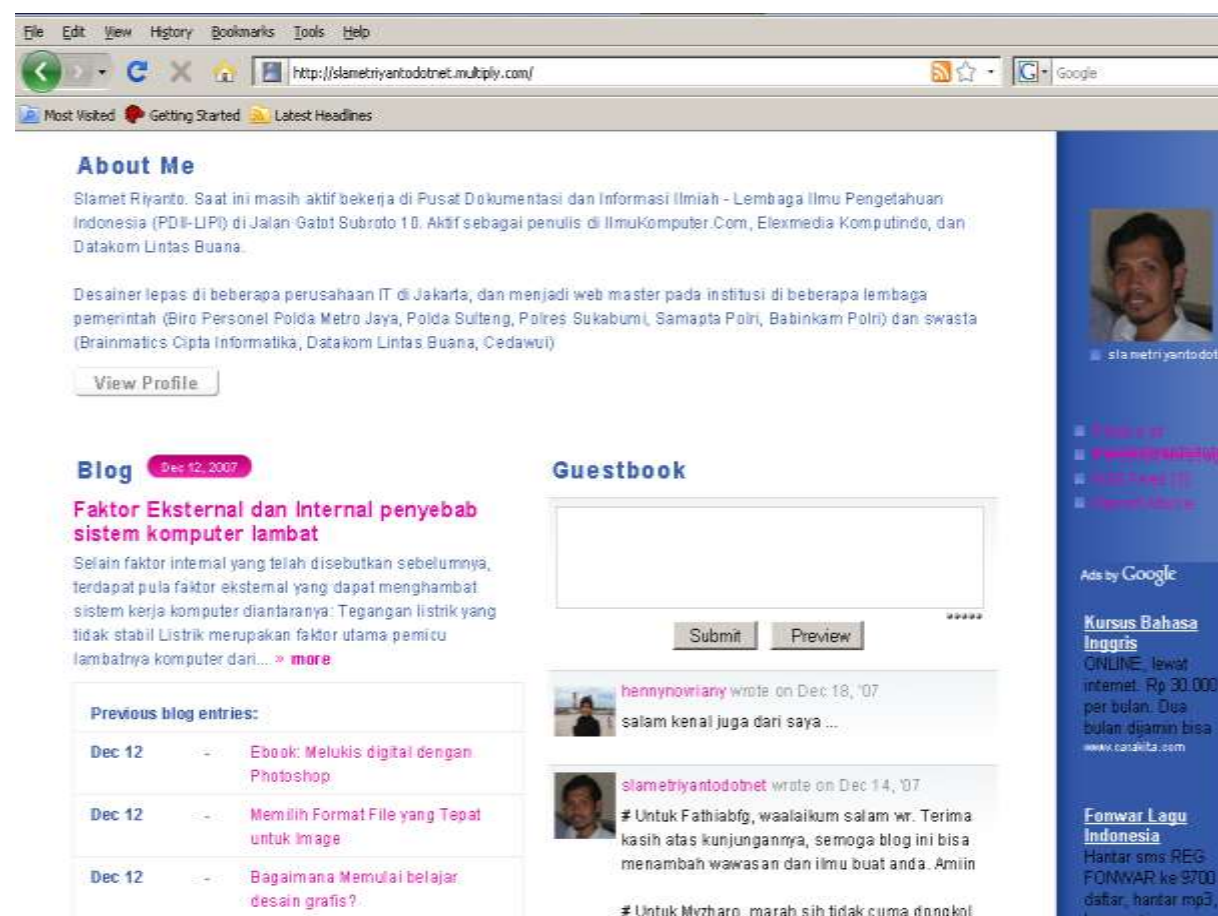 File Edit View History Bookmarks Tools Help
http://slametriyantodotnet.multiply.com/
Google
Most Visited Getting Started Latest Headlines
About Me
Slamet Riyanto. Saat ini masih aktif bekerja di Pusat Dokumentasi dan Informasi Ilmiah - Lembaga Ilmu Pengetahuan
Indonesia (PDII-LIPI) di Jalan Gatot Subroto 10. Aktif sebagai penulis di IlmuKomputer.Com, Elexmedia Komputindo, dan
Datakom Lintas Buana.
Desainer lepas di beberapa perusahaan IT di Jakarta, dan menjadi web master pada institusi di beberapa lembaga
pemerintah (Biro Personel Polda Metro Jaya, Polda Sulteng, Polres Sukabumi, Samapta Polri, Babinkam Polri) dan swasta
(Brainmatics Cipta Informatika, Datakom Lintas Buana, Cedawui)
View Profile
slametriyantodot
Blog Dec 12, 2007
Faktor Eksternal dan Internal penyebab
sistem komputer lambat
Selain faktor internal yang telah disebutkan sebelumnya,
terdapat pula faktor eksternal yang dapat menghambat
sistem kerja komputer diantaranya: Tegangan listrik yang
tidak stabil Listrik merupakan faktor utama pemicu
lambatnya komputer dari... » more
Previous blog entries:
Dec 12 - Ebook: Melukis digital dengan
Photoshop
Dec 12 - Memilih Format File yang Tepat
untuk Image
Dec 12 - Bagaimana Memulai belajar
desain grafis?
Guestbook
Submit Preview
hennynowriany wrote on Dec 18, '07
salam kenal juga dari saya ...
slametriyantodotnet wrote on Dec 14, '07
# Untuk Fathiabfg, waalaikum salam wr. Terima
kasih atas kunjungannya, semoga blog ini bisa
menambah wawasan dan ilmu buat anda. Amiin
# Untuk Myzharo, marah sih tidak cuma dongkol
Ads by Google
Kursus Bahasa
Inggris
ONLINE, lewat
internet. Rp 30.000
per bulan. Dua
bulan dijamin bisa
www.carakita.com
Fonwar Lagu
Indonesia
Hantar sms REG
FONWAR ke 9700
daftar, hantar mp3,